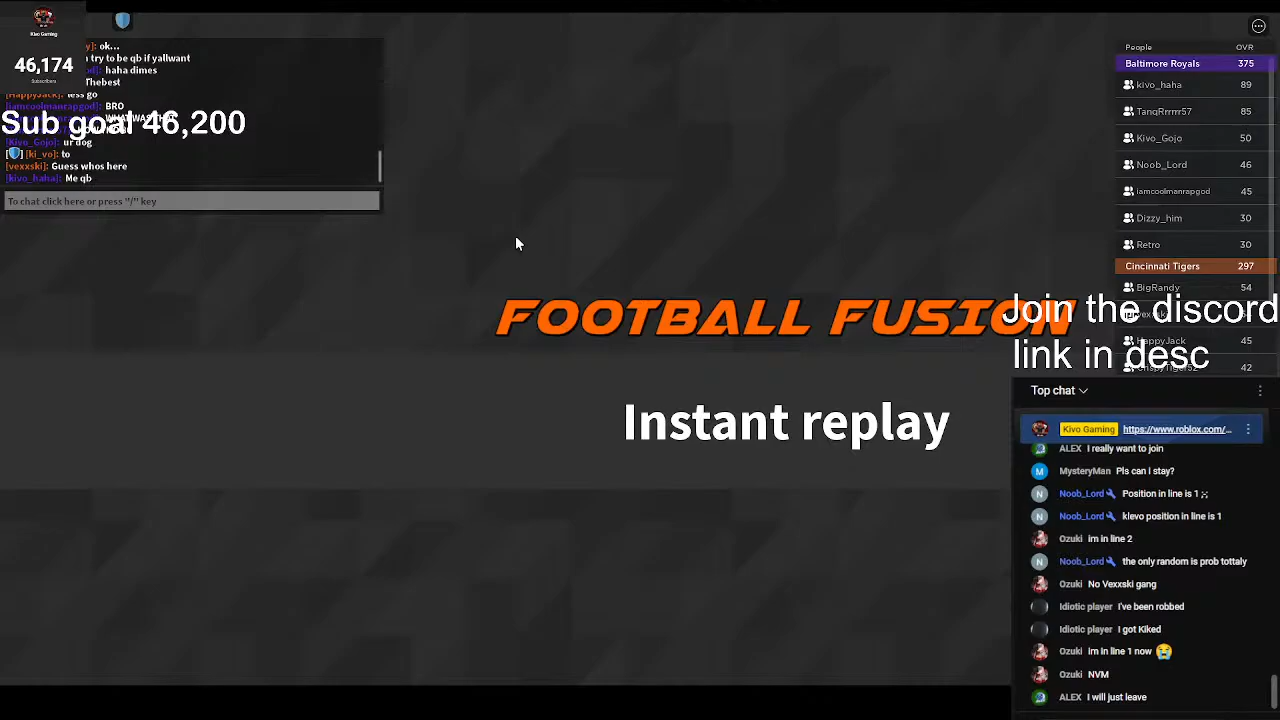 Kivo Gaming
46,174
Subscribers
Sub goal 46,200
ok...
try to be qb if yallwant
haha dimes
Thebest
[HappyJack]: less go
[iamcoolmanrapgod]: BRO
[Kivo_Gojo]: ur dog
[ki_vo]: to
[vexxski]: Guess whos here
[kivo_haha]: Me qb
To chat click here or press "/" key
FOOTBALL FUSION
Instant replay
People OVR
Baltimore Royals 375
kivo_haha 89
TanqRrrrr57 85
Kivo_Gojo 50
Noob_Lord 46
iamcoolmanrapgod 45
Dizzy_him 30
Retro 30
Cincinnati Tigers 297
BigRandy 54
HappyJack 45
42
Join the discord
link in desc
Top chat
Kivo Gaming https://www.roblox.com/...
ALEX I really want to join
MysteryMan Pls can i stay?
Noob_Lord Position in line is 1
Noob_Lord klevo position in line is 1
Ozuki im in line 2
Noob_Lord the only random is prob tottaly
Ozuki No Vexxski gang
Idiotic player I've been robbed
Idiotic player I got Kiked
Ozuki im in line 1 now
Ozuki NVM
ALEX I will just leave